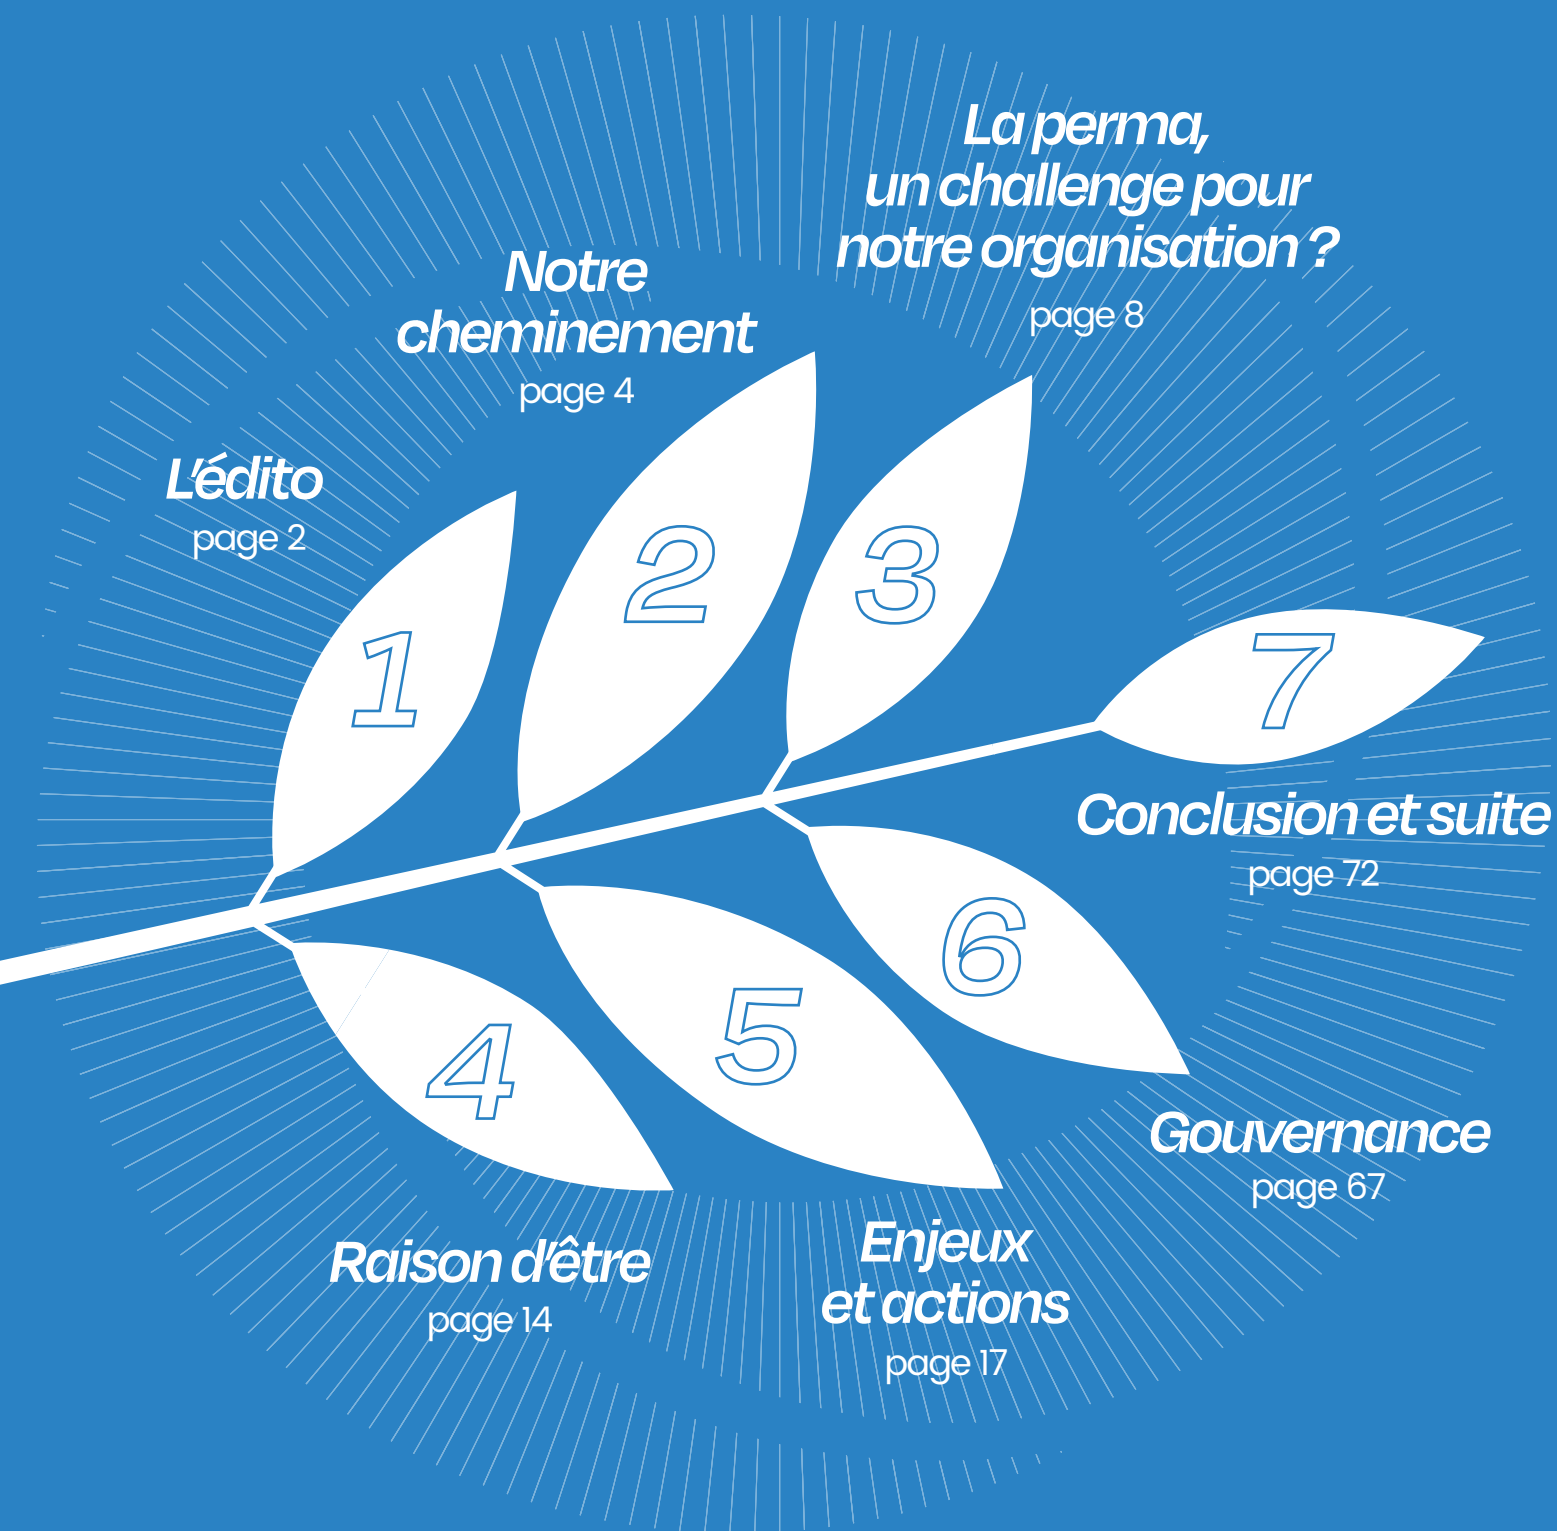 La perma,
un challenge pour
notre organisation ?
page 8
Notre
cheminement
page 4
L'édito
page 2
1
2
3
7
Conclusion et suite
page 72
6
5
4
Gouvernance
page 67
Raison d'être
page 14
Enjeux
et actions
page 17